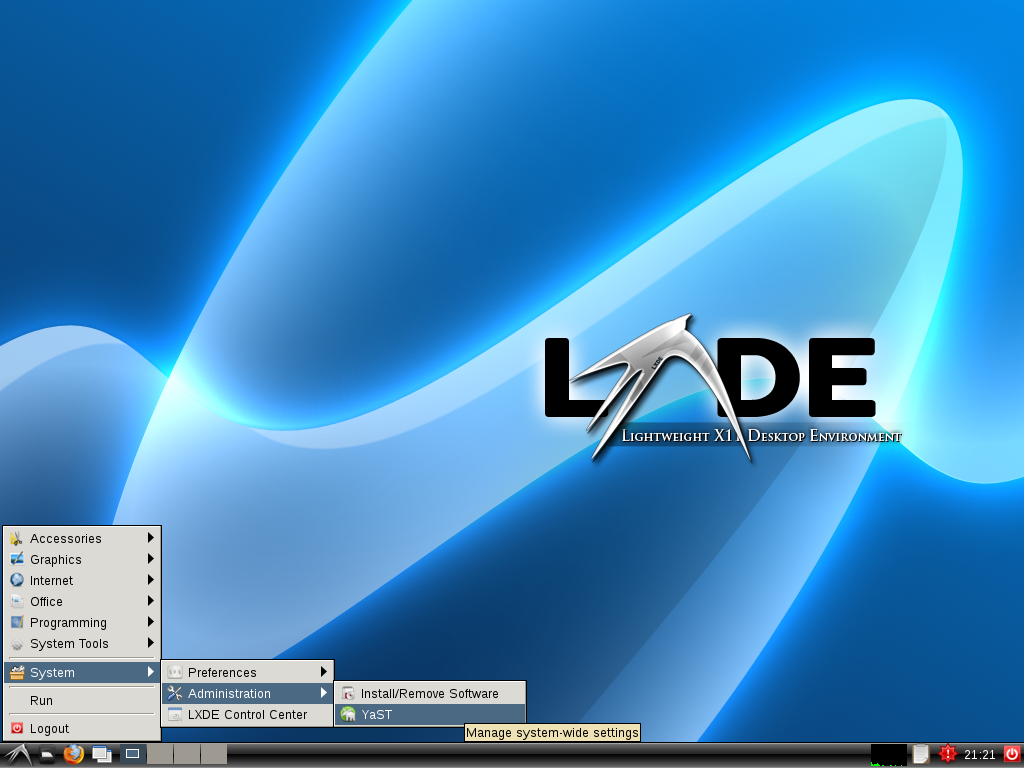 LXDE
Lightweight X11 Desktop Environment
Accessories
Graphics
Internet
Office
Programming
System Tools
System
Run
Logout
Preferences
Administration
LXDE Control Center
Install/Remove Software
YaST
Manage system-wide settings
21:21